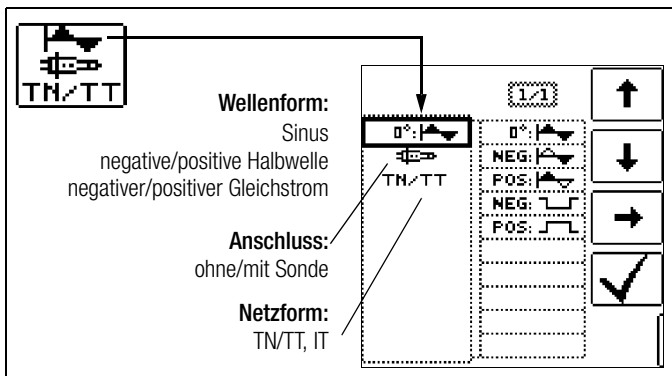 TN/TT
Wellenform:
Sinus
negative/positive Halbwelle
negativer/positiver Gleichstrom
Anschluss:
ohne/mit Sonde
Netzform:
TN/TT, IT
1/1
0°:
TN/TT
0°:
NEG:
POS:
NEG:
POS: